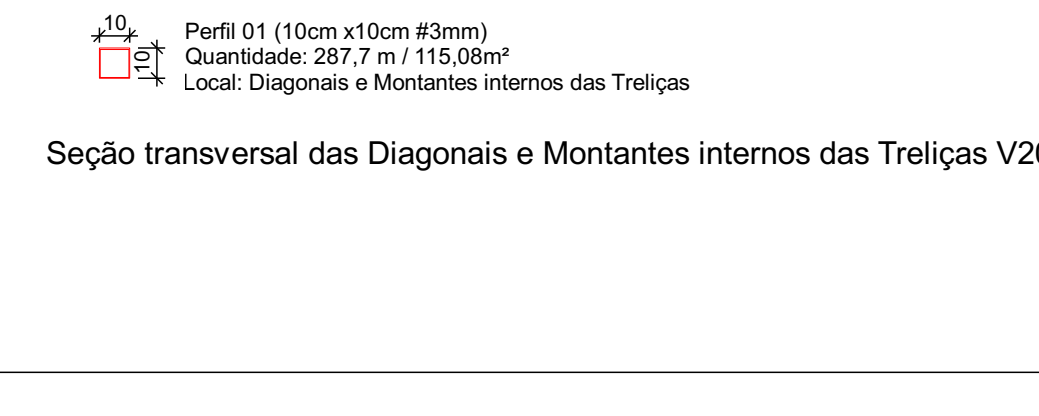 10
Perfil 01 (10cm x10cm #3mm)
10
Quantidade: 287,7 m / 115,08m²
Local: Diagonais e Montantes internos das Treliças
Seção transversal das Diagonais e Montantes internos das Treliças